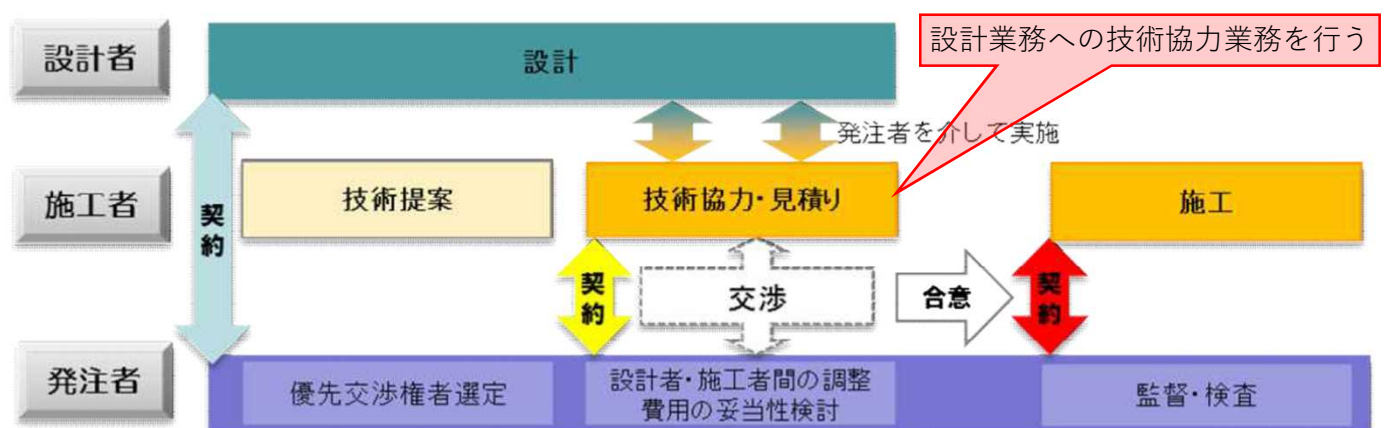 設計者
設計
設計業務への技術協力業務を行う
発注者を介して実施
施工者
契約
技術提案
技術協力・見積り
施工
契約
交渉
合意
契約
発注者
優先交渉権者選定
設計者・施工者間の調整
費用の妥当性検討
監督・検査